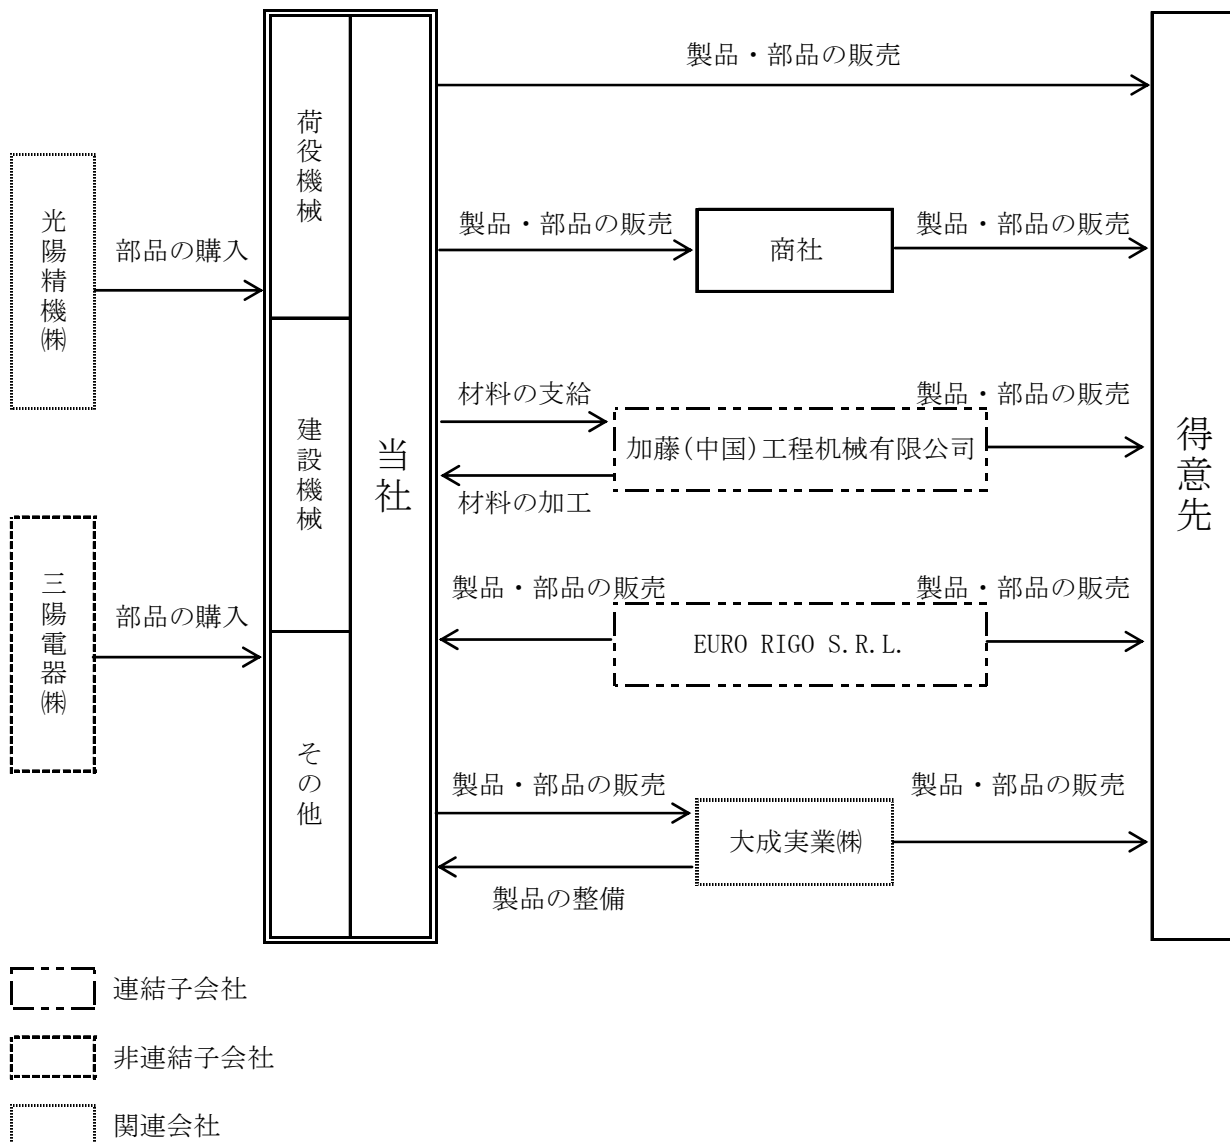 製品・部品の販売
荷役機械
光陽精機㈱
部品の購入
製品・部品の販売
商社
製品・部品の販売
建設機械
当社
材料の支給
加藤(中国)工程机械有限公司
材料の加工
製品・部品の販売
得意先
三陽電器㈱
部品の購入
製品・部品の販売
EURO RIGO S.R.L.
製品・部品の販売
その他
製品・部品の販売
大成実業㈱
製品・部品の販売
製品の整備
連結子会社
非連結子会社
関連会社